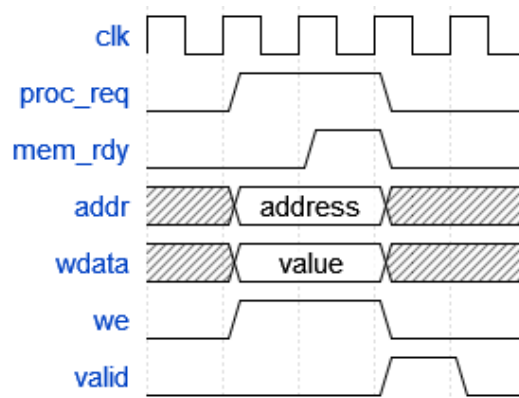 clk
proc_req
mem_rdy
addr address
wdata value
we
valid